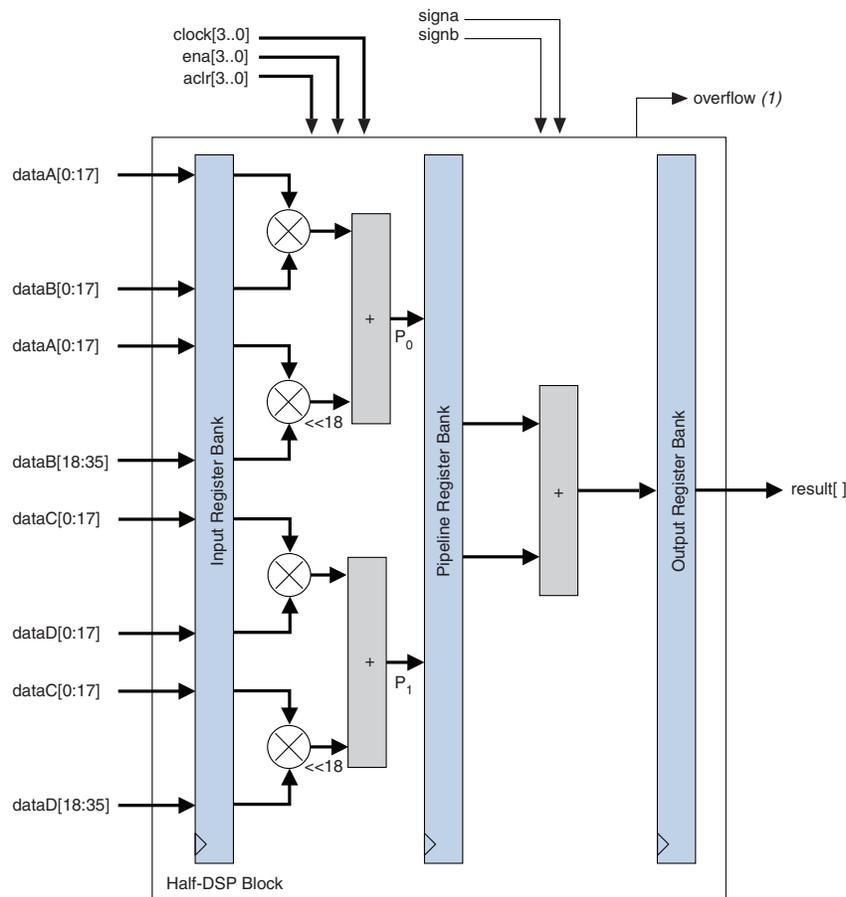 clock[3..0]
ena[3..0]
aclr[3..0]
signa
signb
overflow (1)
dataA[0:17]
dataB[0:17]
dataA[0:17]
dataB[18:35]
dataC[0:17]
dataD[0:17]
dataC[0:17]
dataD[18:35]
Input Register Bank
+
P0
<<18
+
P1
<<18
Pipeline Register Bank
+
Output Register Bank
result[ ]
Half-DSP Block